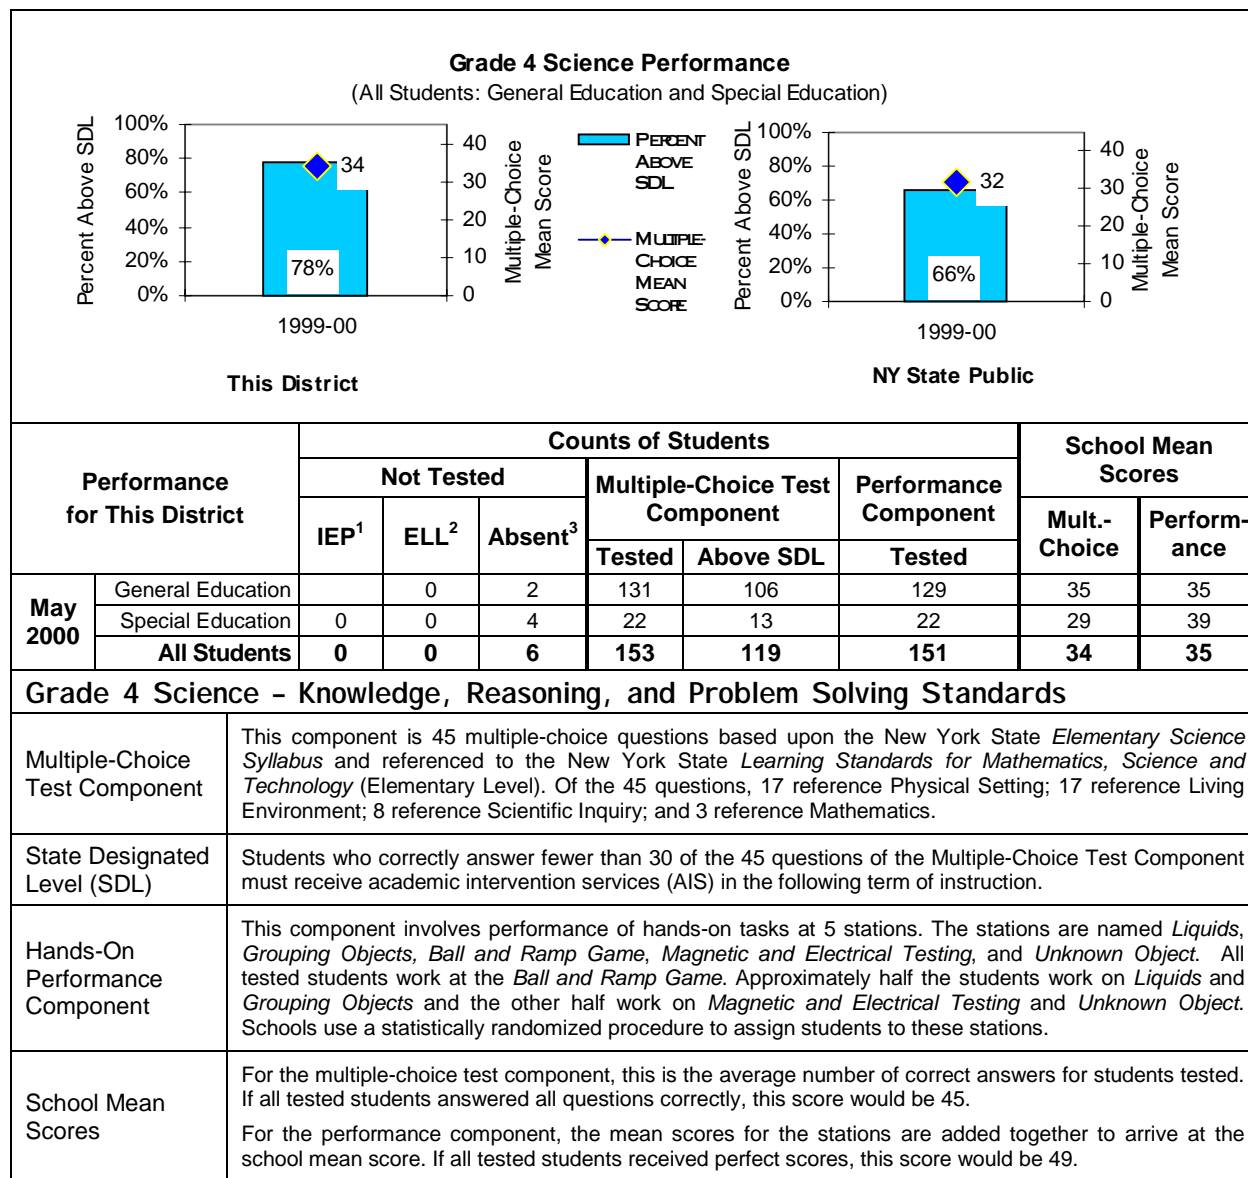 Grade 4 Science Performance
(All Students: General Education and Special Education)
Percent Above SDL
100%
80%
60%
40%
20%
0%
34
78%
40
30
20
10
0
Multiple-Choice
Mean Score
1999-00
This District
PERCENT
ABOVE
SDL
MULTIPLE-
CHOICE
MEAN
SCORE
Percent Above SDL
100%
80%
60%
40%
20%
0%
32
66%
40
30
20
10
0
Multiple-Choice
Mean Score
1999-00
NY State Public
Performance
for This District
Counts of Students
School Mean
Scores
Not Tested
Multiple-Choice Test
Component
Performance
Component
IEP1 ELL2 Absent3
Mult.-
Choice
Perform-
ance
Tested Above SDL Tested
May
2000
General Education 0 2 131 106 129 35 35
Special Education 0 0 4 22 13 22 29 39
All Students 0 0 6 153 119 151 34 35
Grade 4 Science – Knowledge, Reasoning, and Problem Solving Standards
Multiple-Choice
Test Component
This component is 45 multiple-choice questions based upon the New York State Elementary Science
Syllabus and referenced to the New York State Learning Standards for Mathematics, Science and
Technology (Elementary Level). Of the 45 questions, 17 reference Physical Setting; 17 reference Living
Environment; 8 reference Scientific Inquiry; and 3 reference Mathematics.
State Designated
Level (SDL)
Students who correctly answer fewer than 30 of the 45 questions of the Multiple-Choice Test Component
must receive academic intervention services (AIS) in the following term of instruction.
Hands-On
Performance
Component
This component involves performance of hands-on tasks at 5 stations. The stations are named Liquids,
Grouping Objects, Ball and Ramp Game, Magnetic and Electrical Testing, and Unknown Object. All
tested students work at the Ball and Ramp Game. Approximately half the students work on Liquids and
Grouping Objects and the other half work on Magnetic and Electrical Testing and Unknown Object.
Schools use a statistically randomized procedure to assign students to these stations.
School Mean
Scores
For the multiple-choice test component, this is the average number of correct answers for students tested.
If all tested students answered all questions correctly, this score would be 45.
For the performance component, the mean scores for the stations are added together to arrive at the
school mean score. If all tested students received perfect scores, this score would be 49.